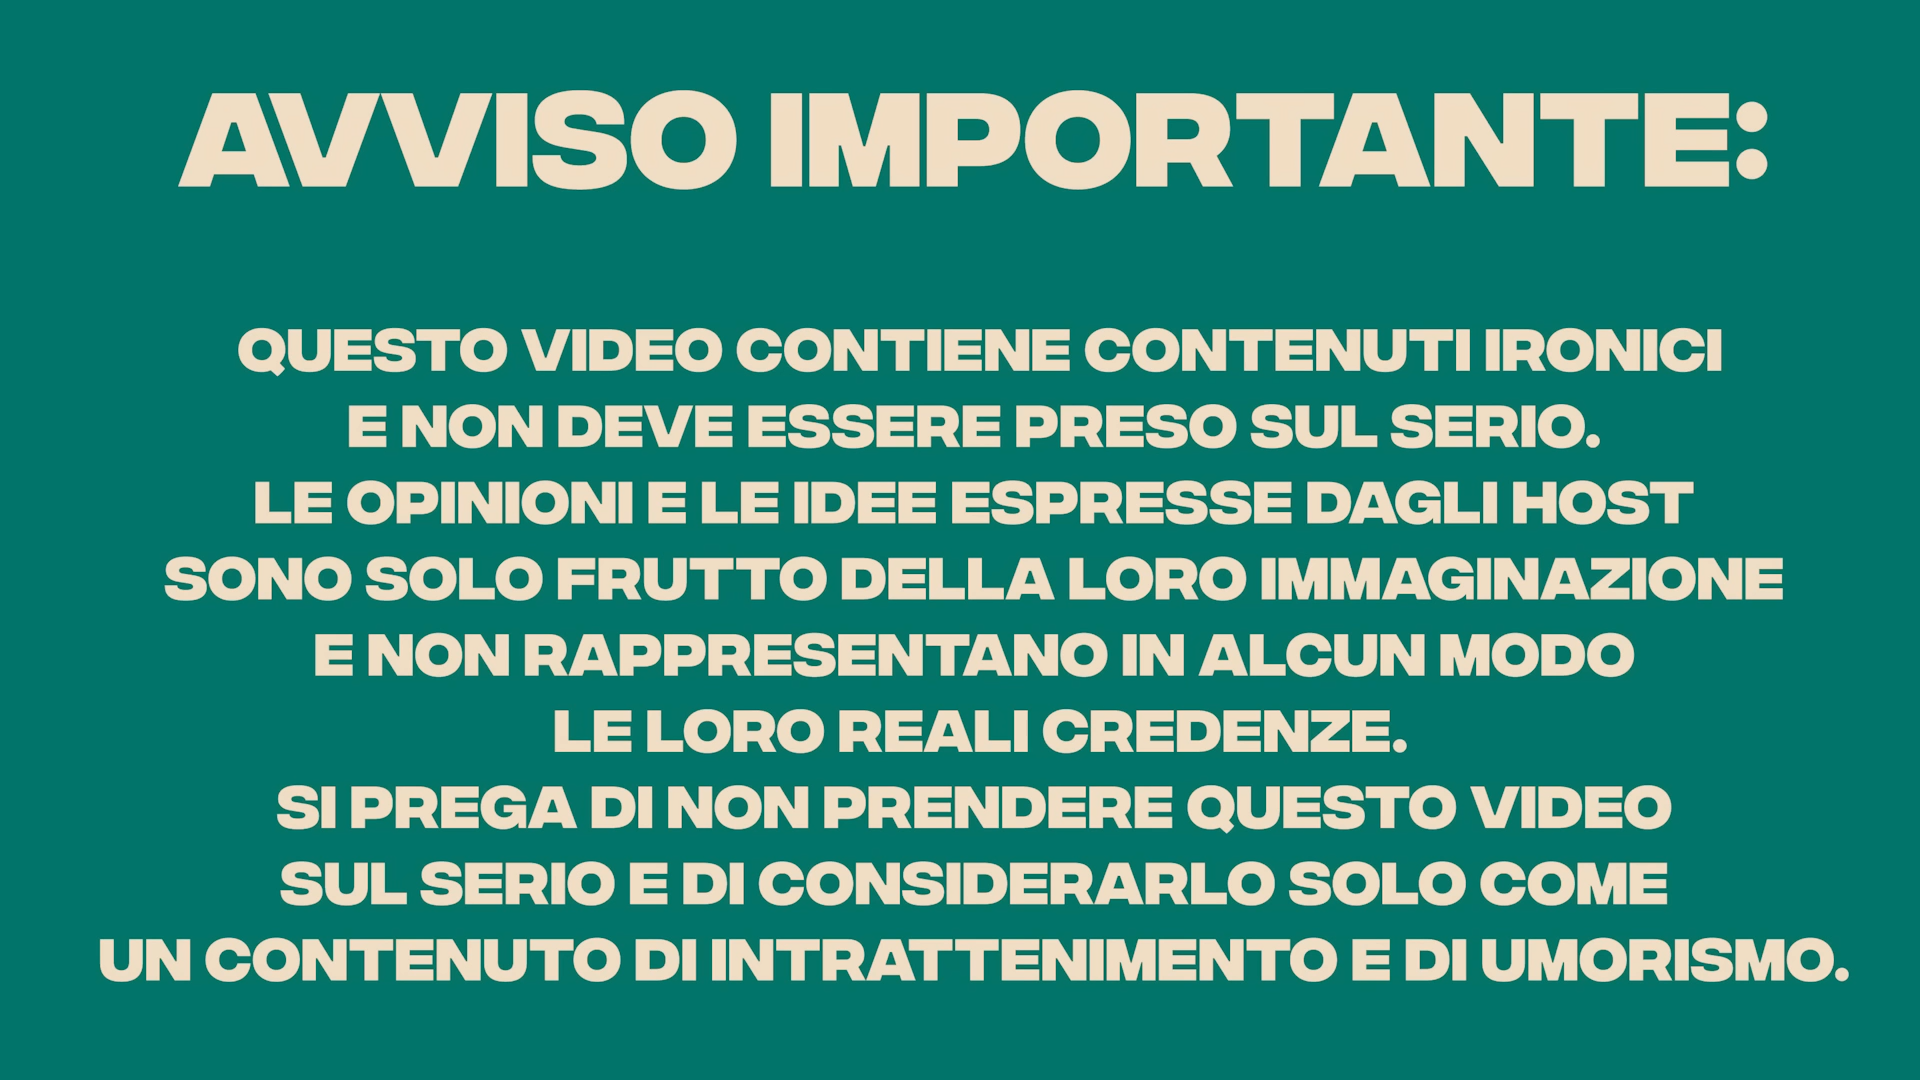 AVVISO IMPORTANTE:
QUESTO VIDEO CONTIENE CONTENUTI IRONICI
E NON DEVE ESSERE PRESO SUL SERIO.
LE OPINIONI E LE IDEE ESPRESSE DAGLI HOST
SONO SOLO FRUTTO DELLA LORO IMMAGINAZIONE
E NON RAPPRESENTANO IN ALCUN MODO
LE LORO REALI CREDENZE.
SI PREGA DI NON PRENDERE QUESTO VIDEO
SUL SERIO E DI CONSIDERARLO SOLO COME
UN CONTENUTO DI INTRATTENIMENTO E DI UMORISMO.